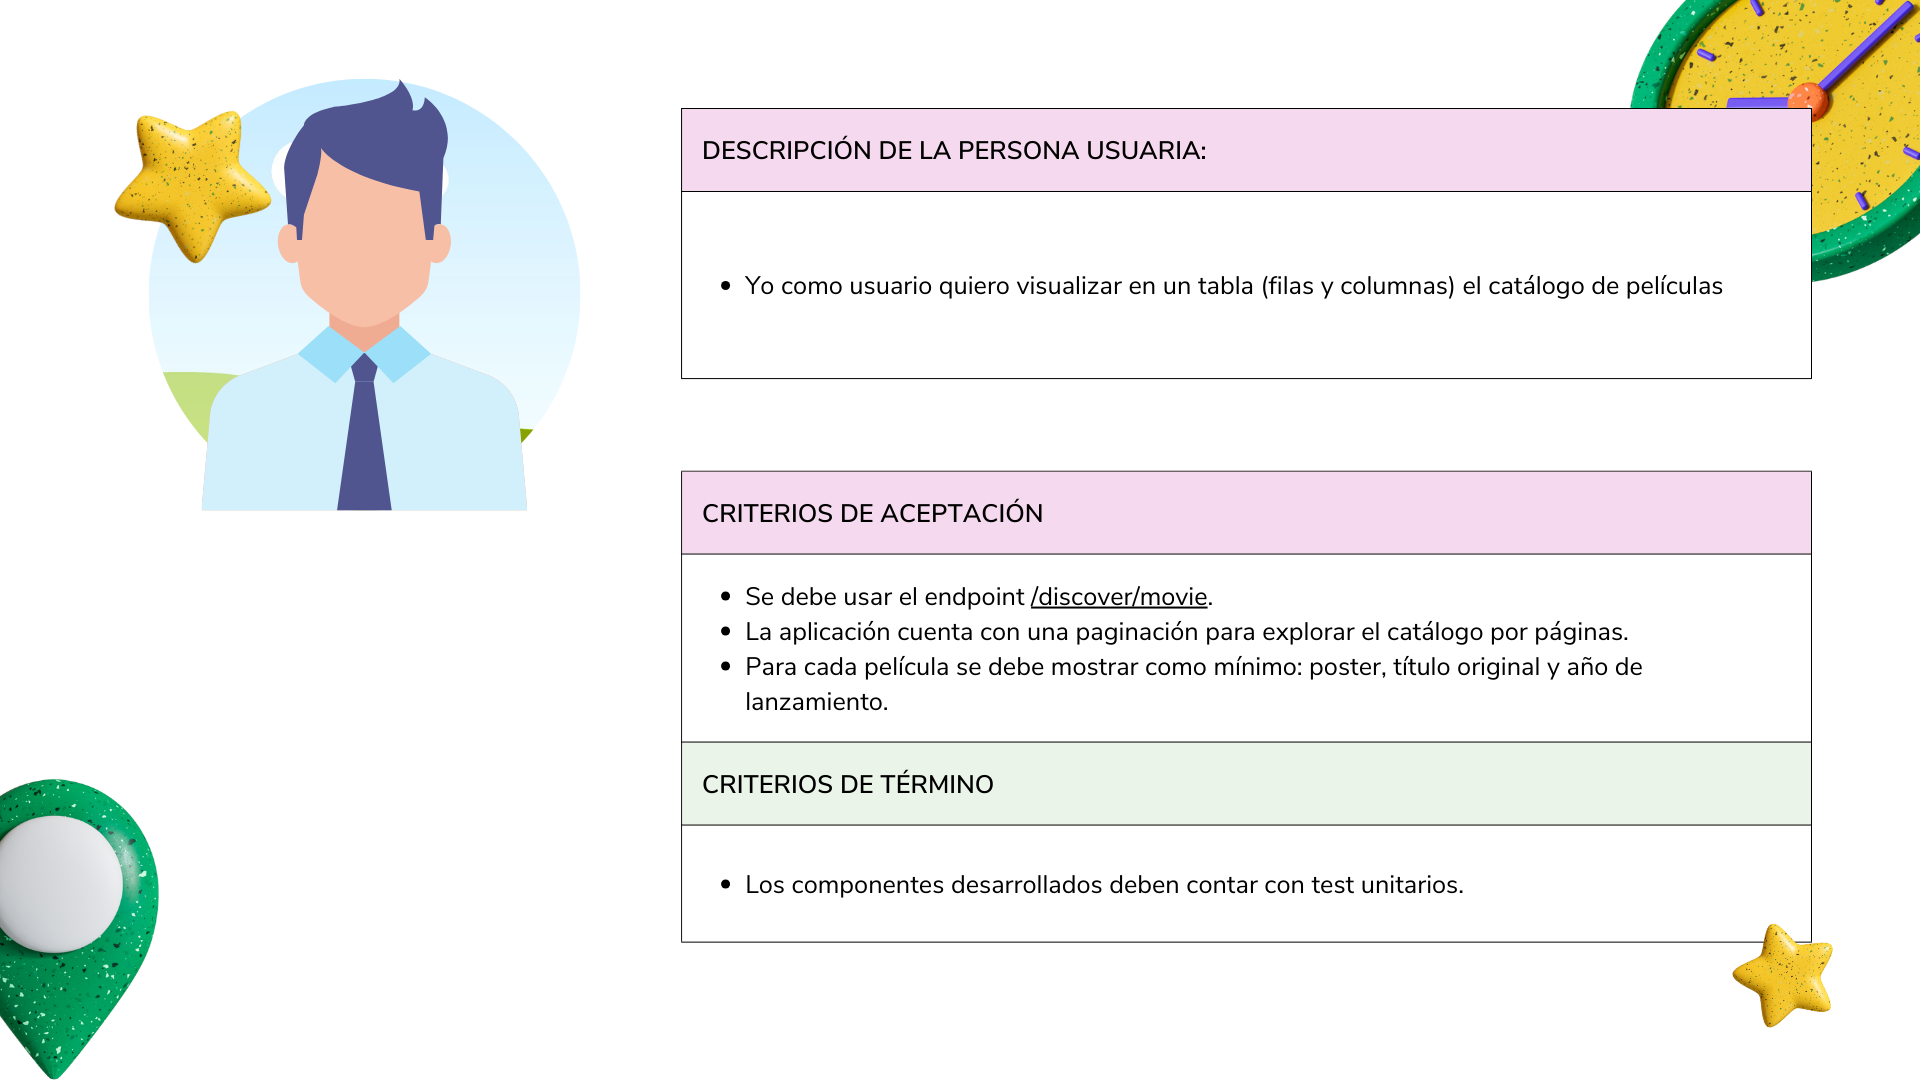 DESCRIPCIÓN DE LA PERSONA USUARIA:
• Yo como usuario quiero visualizar en un tabla (filas y columnas) el catálogo de películas
CRITERIOS DE ACEPTACIÓN
• Se debe usar el endpoint /discover/movie.
• La aplicación cuenta con una paginación para explorar el catálogo por páginas.
• Para cada película se debe mostrar como mínimo: poster, título original y año de
lanzamiento.
CRITERIOS DE TÉRMINO
• Los componentes desarrollados deben contar con test unitarios.